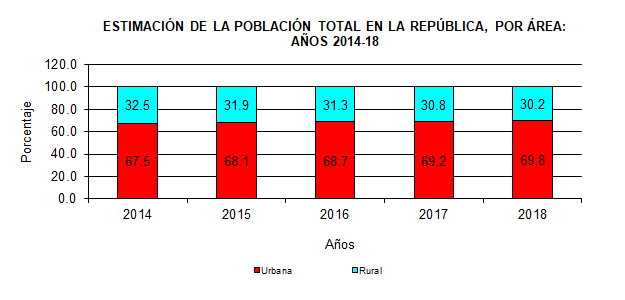 ESTIMACIÓN DE LA POBLACIÓN TOTAL EN LA REPÚBLICA, POR ÁREA:
AÑOS 2014-18
Porcentaje
120.0
100.0
80.0
60.0
40.0
20.0
0.0
32.5 31.9 31.3 30.8 30.2
67.5 68.1 68.7 69.2 69.8
2014 2015 2016 2017 2018
Años
Urbana Rural